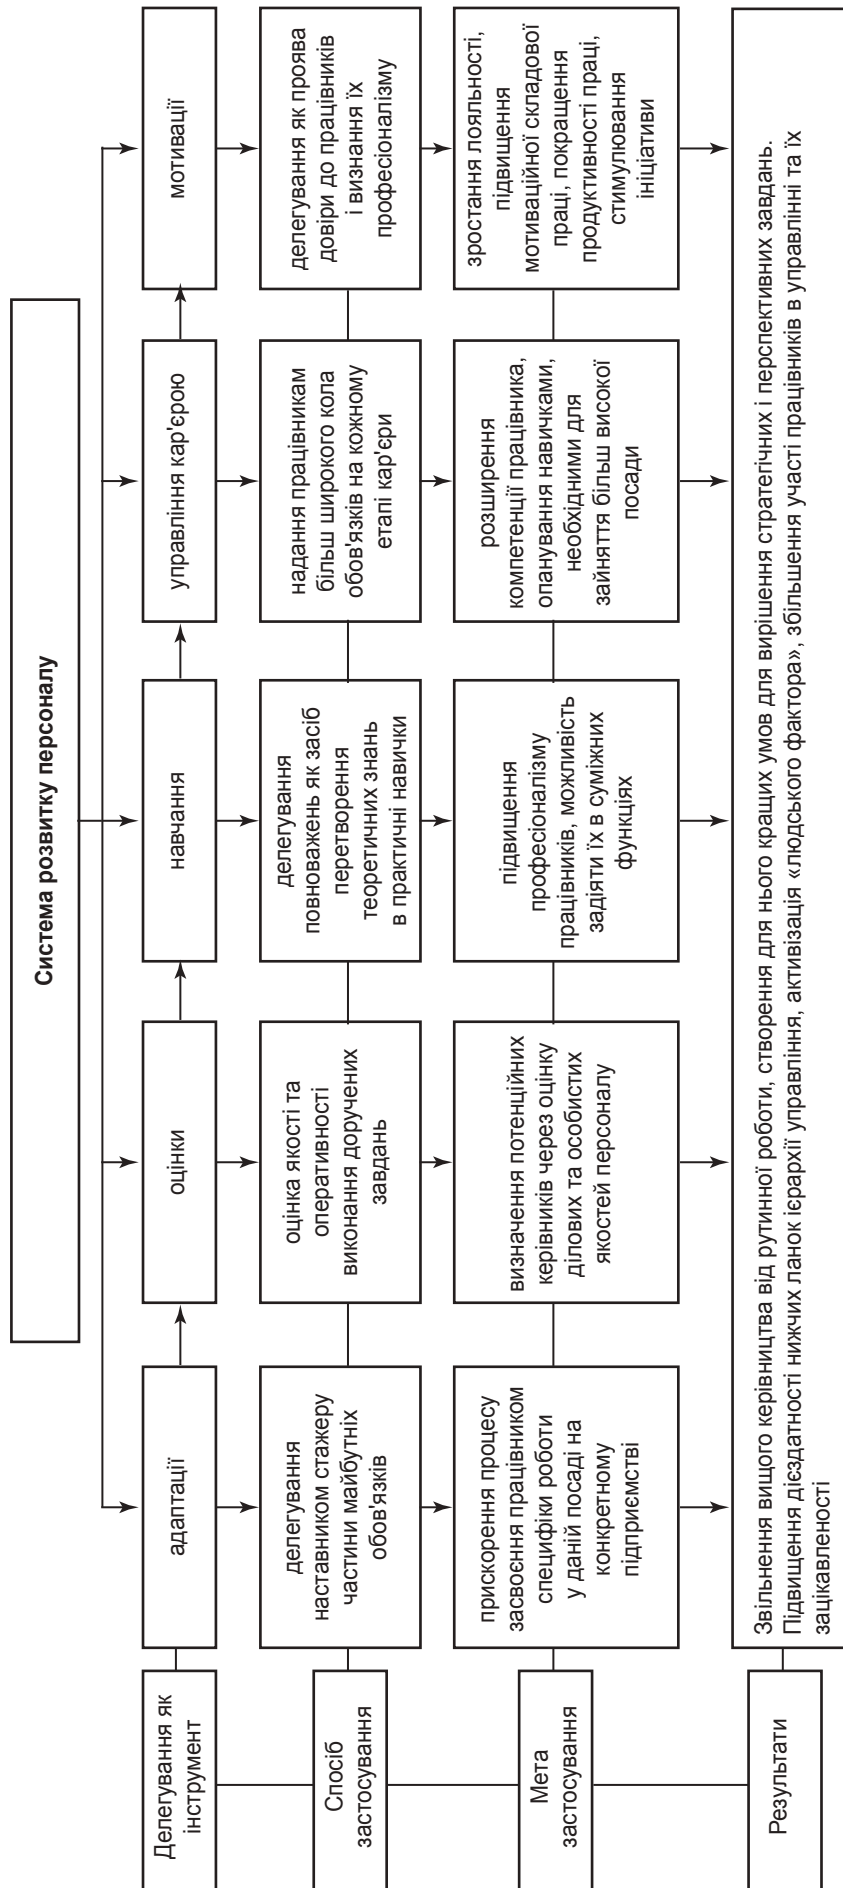 Система розвитку персоналу
Делегування як
інструмент
адаптації
оцінки
навчання
управління кар'єрою
мотивації
Спосіб
застосування
делегування
наставником стажеру
частини майбутніх
обов'язків
оцінка якості та
оперативності
виконання доручених
завдань
делегування
повноважень як засіб
перетворення
теоретичних знань
в практичні навички
надання працівникам
більш широкого кола
обов'язків на кожному
етапі кар'єри
делегування як проява
довіри до працівників
і визнання їх
професіоналізму
Мета
застосування
прискорення процесу
засвоєння працівником
специфіки роботи
у даній посаді на
конкретному
підприємстві
визначення потенційних
керівників через оцінку
ділових та особистих
якостей персоналу
підвищення
професіоналізму
працівників, можливість
задіяти їх в суміжних
функціях
розширення
компетенції працівника,
опанування навичками,
необхідними для
зайняття більш високої
посади
зростання лояльності,
підвищення
мотиваційної складової
праці, покращення
продуктивності праці,
стимулювання
ініціативи
Результати
Звільнення вищого керівництва від рутинної роботи, створення для нього кращих умов для вирішення стратегічних і перспективних завдань.
Підвищення дієздатності нижчих ланок ієрархії управління, активізація «людського фактора», збільшення участі працівників в управлінні та їх
зацікавленості